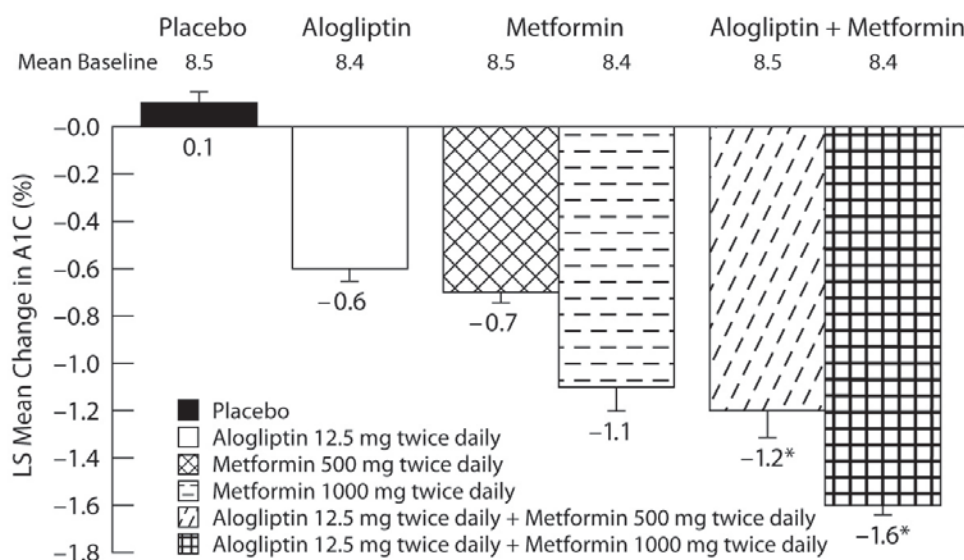 Placebo Alogliptin Metformin Alogliptin + Metformin
Mean Baseline 8.5 8.4 8.5 8.4 8.5 8.4
LS Mean Change in A1C (%)
−0.0
−0.2
−0.4
−0.6
−0.8
−1.0
−1.2
−1.4
−1.6
−1.8
0.1
−0.6
−0.7
−1.1
−1.2*
−1.6*
Placebo
Alogliptin 12.5 mg twice daily
Metformin 500 mg twice daily
Metformin 1000 mg twice daily
Alogliptin 12.5 mg twice daily + Metformin 500 mg twice daily
Alogliptin 12.5 mg twice daily + Metformin 1000 mg twice daily